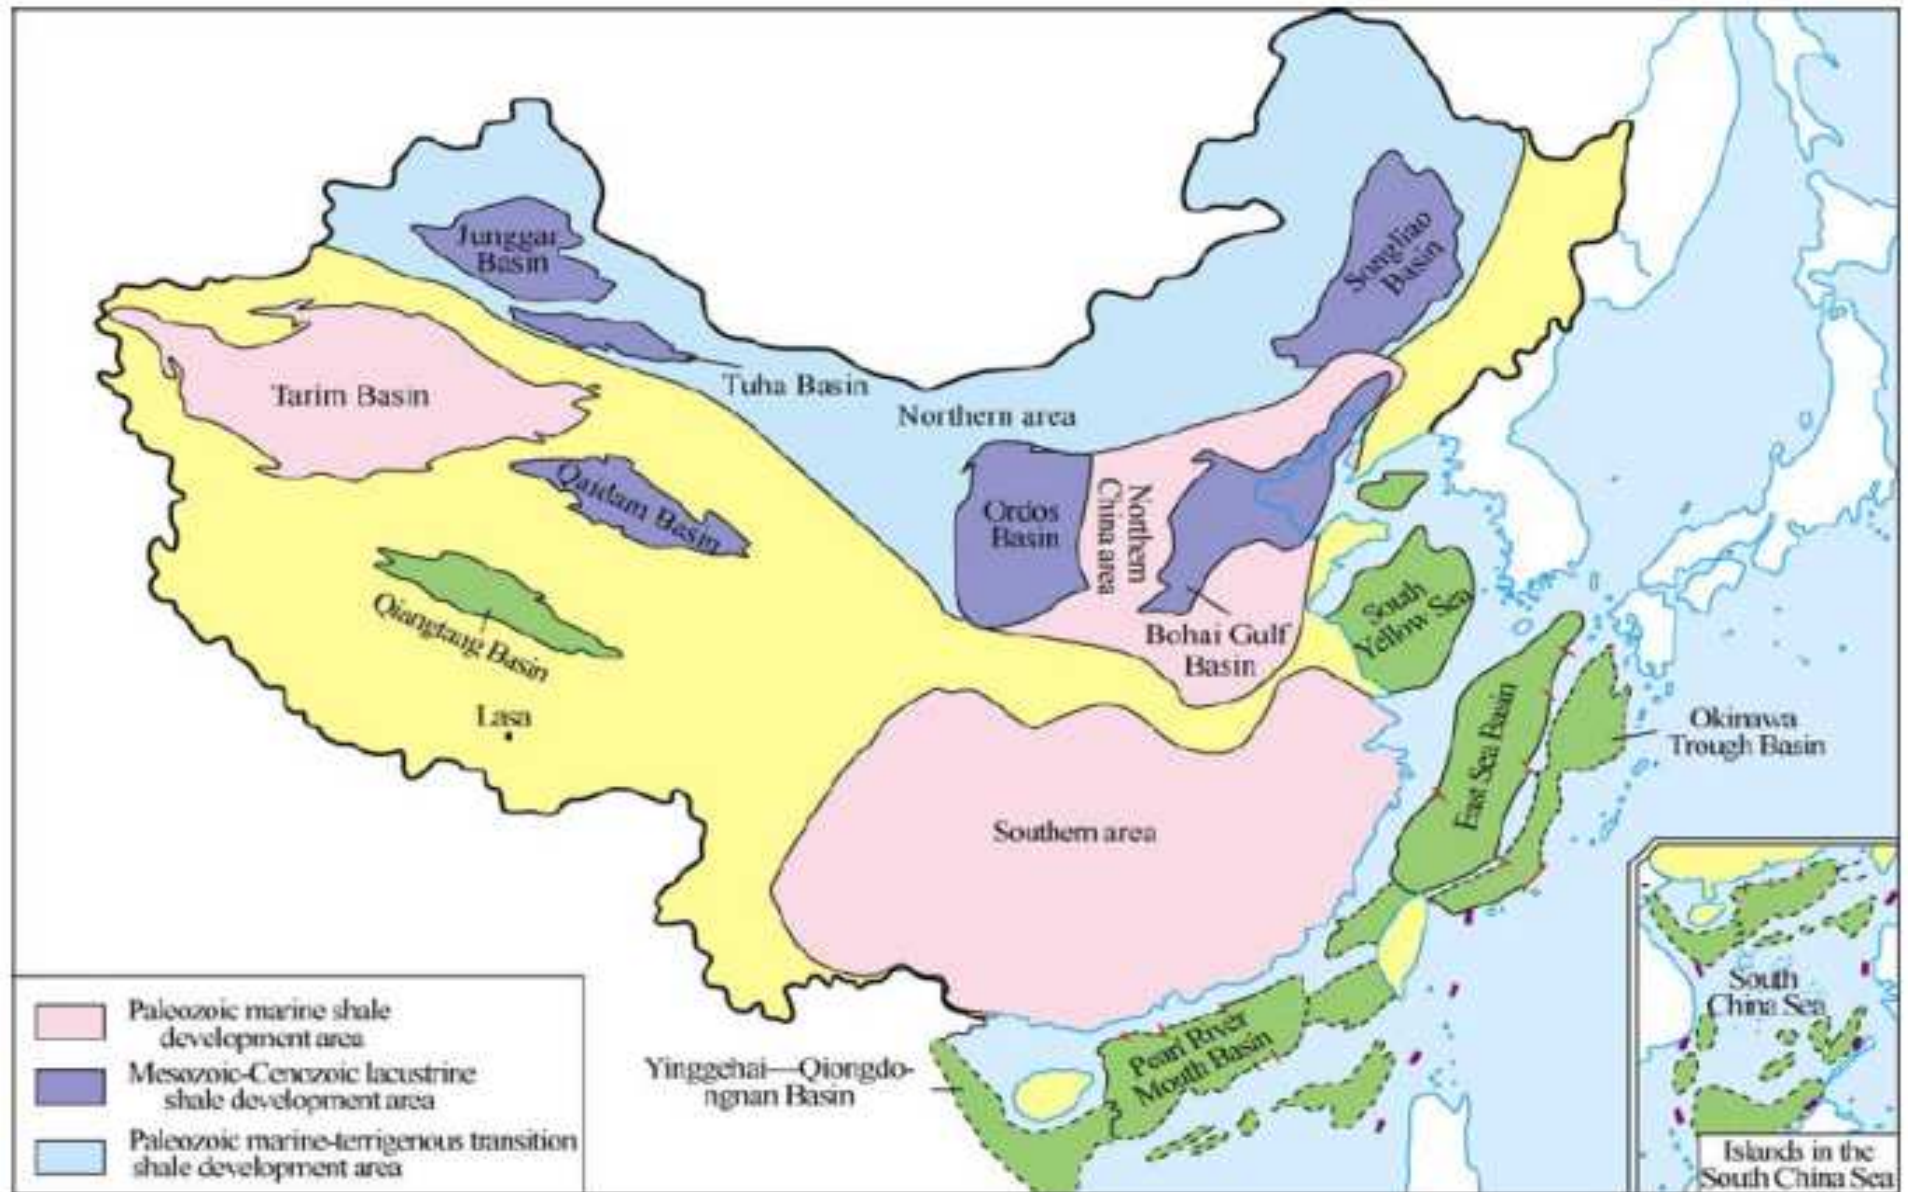 Junggar
Basin
Songliao
Basin
Tuha Basin
Tarim Basin
Northern area
Qaidam Basin
Ordos
Basin
Northern
China area
Qiangtang Basin
Bohai Gulf
Basin
South
Yellow Sea
Lasa
East Sea Basin
Okinawa
Trough Basin
Southern area
South
China Sea
Pearl River
Mouth Basin
Yinggehai—Qiongdo-
ngnan Basin
Islands in the
South China Sea
Paleozoic marine shale
development area
Mesozoic-Cenozoic lacustrine
shale development area
Paleozoic marine-terrigenous transition
shale development area